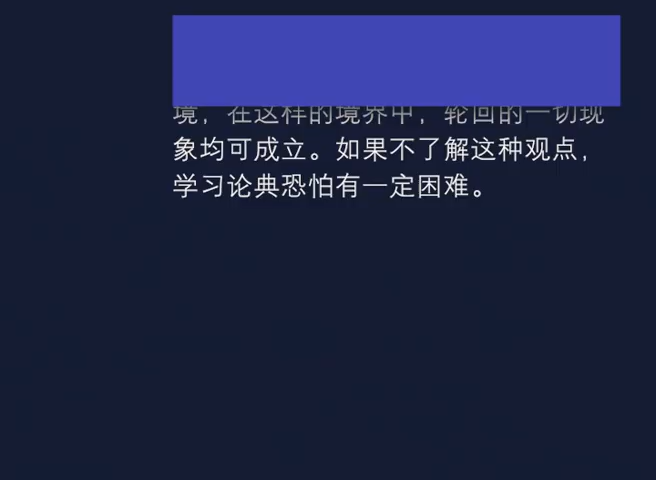 境，在这样的境界中，轮回的一切现
象均可成立。如果不了解这种观点，
学习论典恐怕有一定困难。